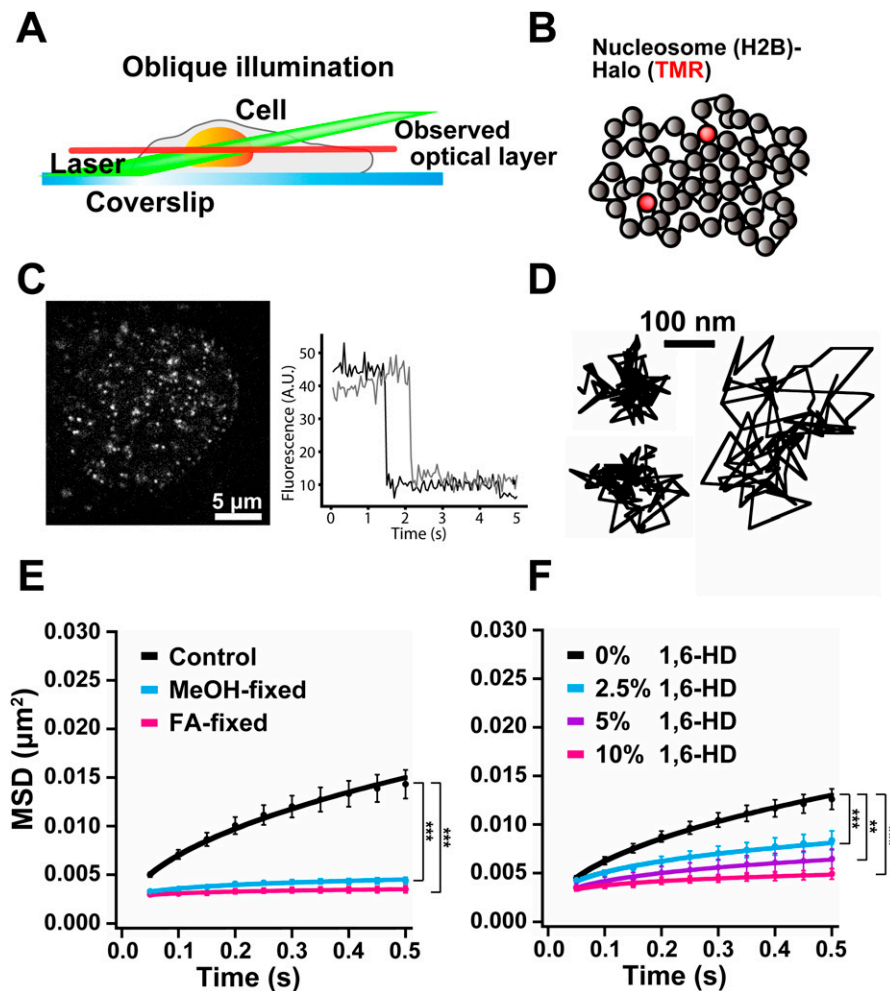 A
Oblique illumination
Cell
Laser
Observed
optical layer
Coverslip
B
Nucleosome (H2B)-
Halo (TMR)
C
5 µm
Fluorescence (A.U.)
50
40
30
20
10
0
1
2
3
4
5
Time (s)
D
100 nm
E
MSD (µm²)
0.030
0.025
0.020
0.015
0.010
0.005
0.000
Control
MeOH-fixed
FA-fixed
***
***
0.0 0.1 0.2 0.3 0.4 0.5
Time (s)
F
0.030
0.025
0.020
0.015
0.010
0.005
0.000
0% 1,6-HD
2.5% 1,6-HD
5% 1,6-HD
10% 1,6-HD
***
**
0.0 0.1 0.2 0.3 0.4 0.5
Time (s)